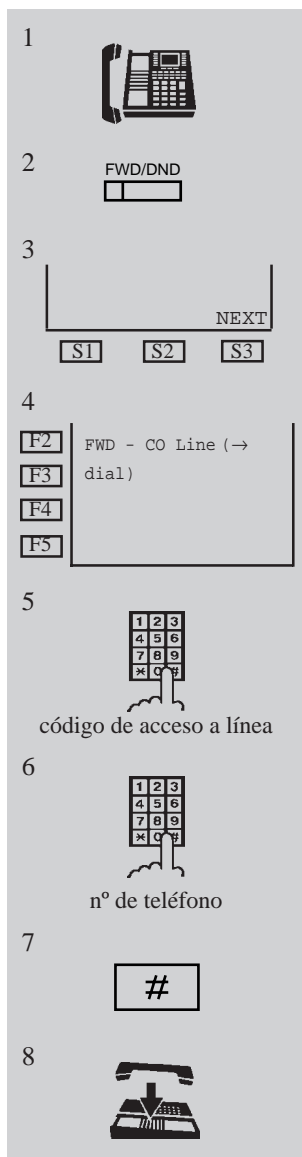 1
2
FWD/DND
3
NEXT
S1 S2 S3
4
F2 FWD - CO Line (→
F3 dial)
F4
F5
5
1 2 3
4 5 6
7 8 9
* 0 #
código de acceso a línea
6
1 2 3
4 5 6
7 8 9
* 0 #
nº de teléfono
7
#
8